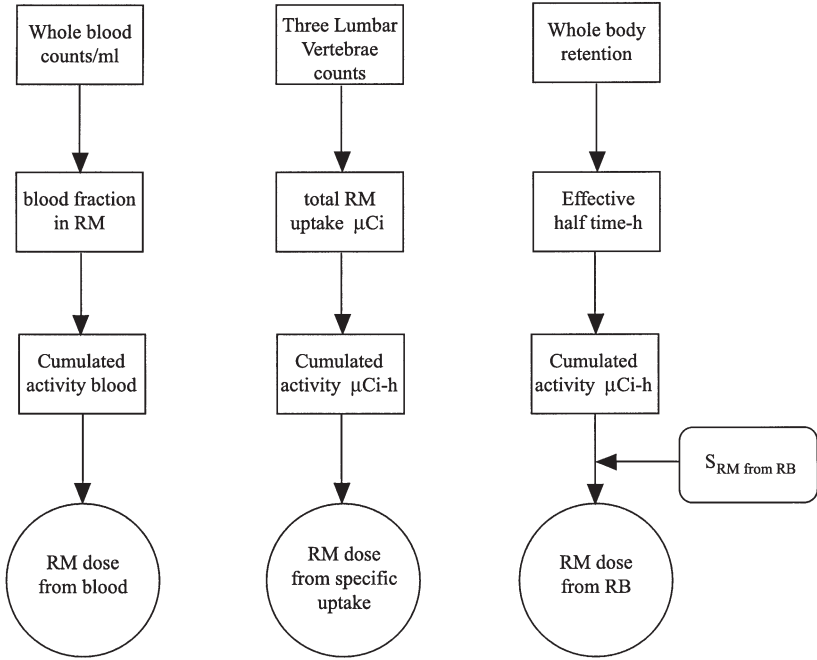 Whole blood
counts/ml
Three Lumbar
Vertebrae
counts
Whole body
retention
blood fraction
in RM
total RM
uptake μCi
Effective
half time-h
Cumulated
activity blood
Cumulated
activity μCi-h
Cumulated
activity μCi-h
SRM from RB
RM dose
from blood
RM dose
from specific
uptake
RM dose
from RB